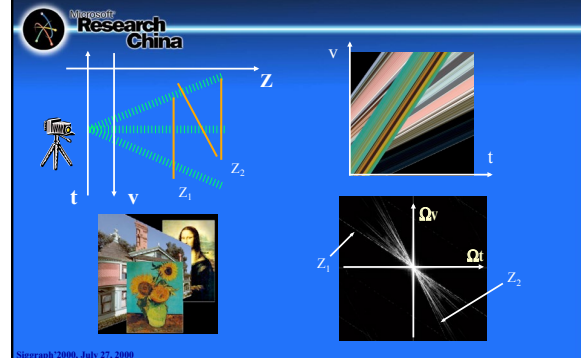 Microsoft
Research
China
Z
t
v
Z1
Z2
v
t
Ωv
Ωt
Z1
Z2
Siggraph'2000, July 27, 2000